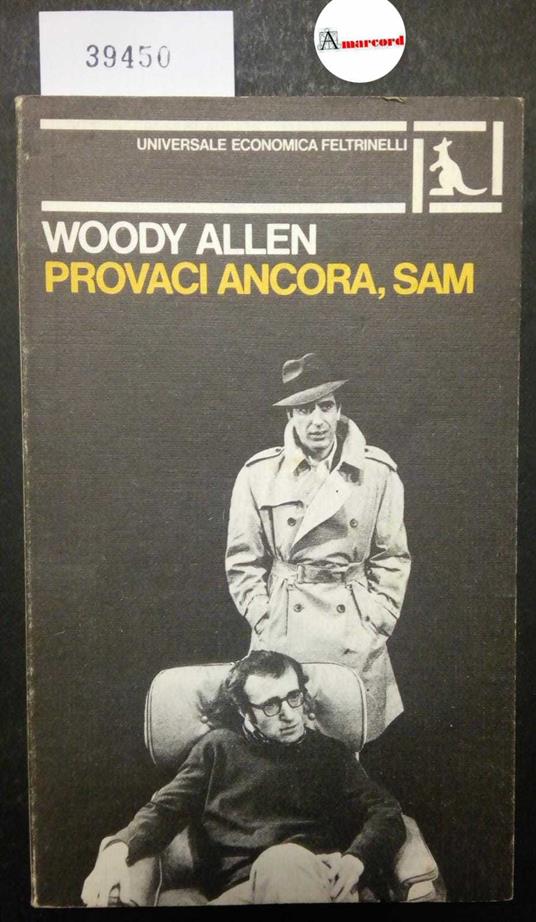 39450
Amarcord
UNIVERSALE ECONOMICA FELTRINELLI
WOODY ALLEN
PROVACI ANCORA, SAM